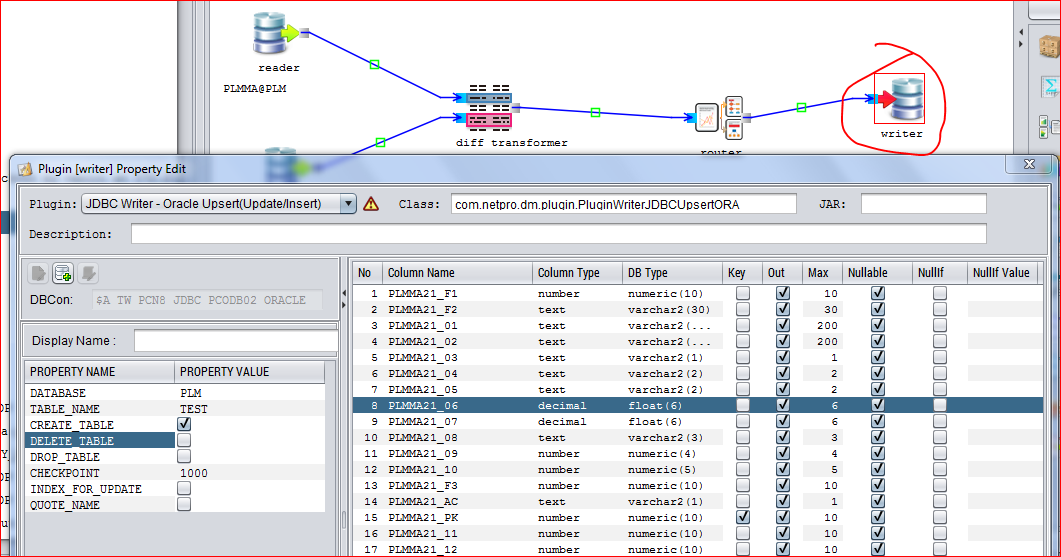 reader
PLMMA@PLM
diff transformer
router
writer
Plugin [writer] Property Edit
Plugin: JDBC Writer - Oracle Upsert(Update/Insert) Class: com.netpro.dm.plugin.PluginWriterJDBCUpsertORA JAR:
Description:
DBCon: $A TW PCN8 JDBC PCODB02 ORACLE
Display Name :
PROPERTY NAME PROPERTY VALUE
DATABASE PLM
TABLE_NAME TEST
CREATE_TABLE
DELETE_TABLE
DROP_TABLE
CHECKPOINT 1000
INDEX_FOR_UPDATE
QUOTE_NAME
No Column Name Column Type DB Type Key Out Max Nullable NullIf NullIf Value
1 PLMMA21_F1 number numeric(10) 10
2 PLMMA21_F2 text varchar2(30) 30
3 PLMMA21_01 text varchar2(... 200
4 PLMMA21_02 text varchar2(... 200
5 PLMMA21_03 text varchar2(1) 1
6 PLMMA21_04 text varchar2(2) 2
7 PLMMA21_05 text varchar2(2) 2
8 PLMMA21_06 decimal float(6) 6
9 PLMMA21_07 decimal float(6) 6
10 PLMMA21_08 text varchar2(3) 3
11 PLMMA21_09 number numeric(4) 4
12 PLMMA21_10 number numeric(5) 5
13 PLMMA21_F3 number numeric(10) 10
14 PLMMA21_AC text varchar2(1) 1
15 PLMMA21_PK number numeric(10) 10
16 PLMMA21_11 number numeric(10) 10
17 PLMMA21_12 number numeric(10) 10